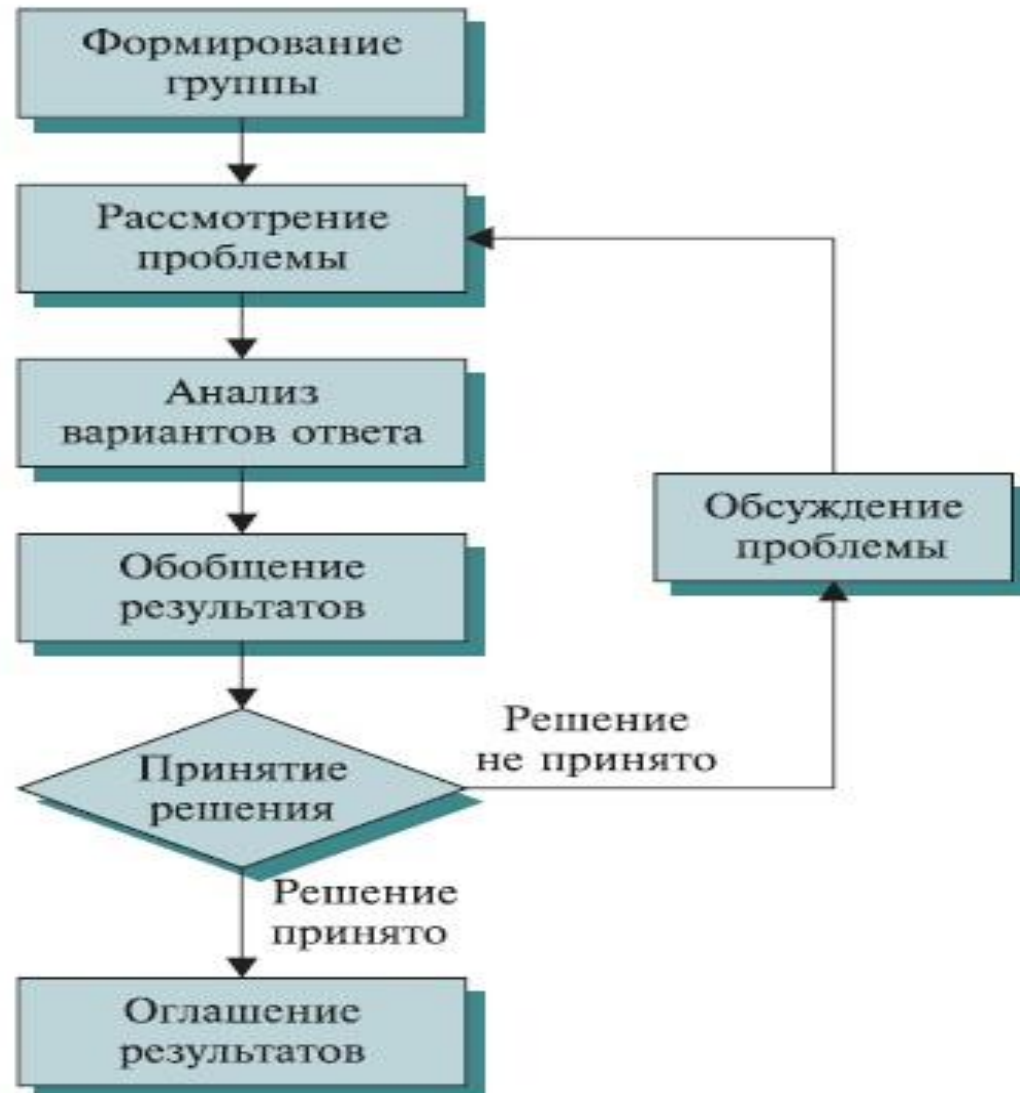 Формирование
группы
Рассмотрение
проблемы
Анализ
вариантов ответа
Обобщение
результатов
Обсуждение
проблемы
Принятие
решения
Решение
не принято
Решение
принято
Оглашение
результатов